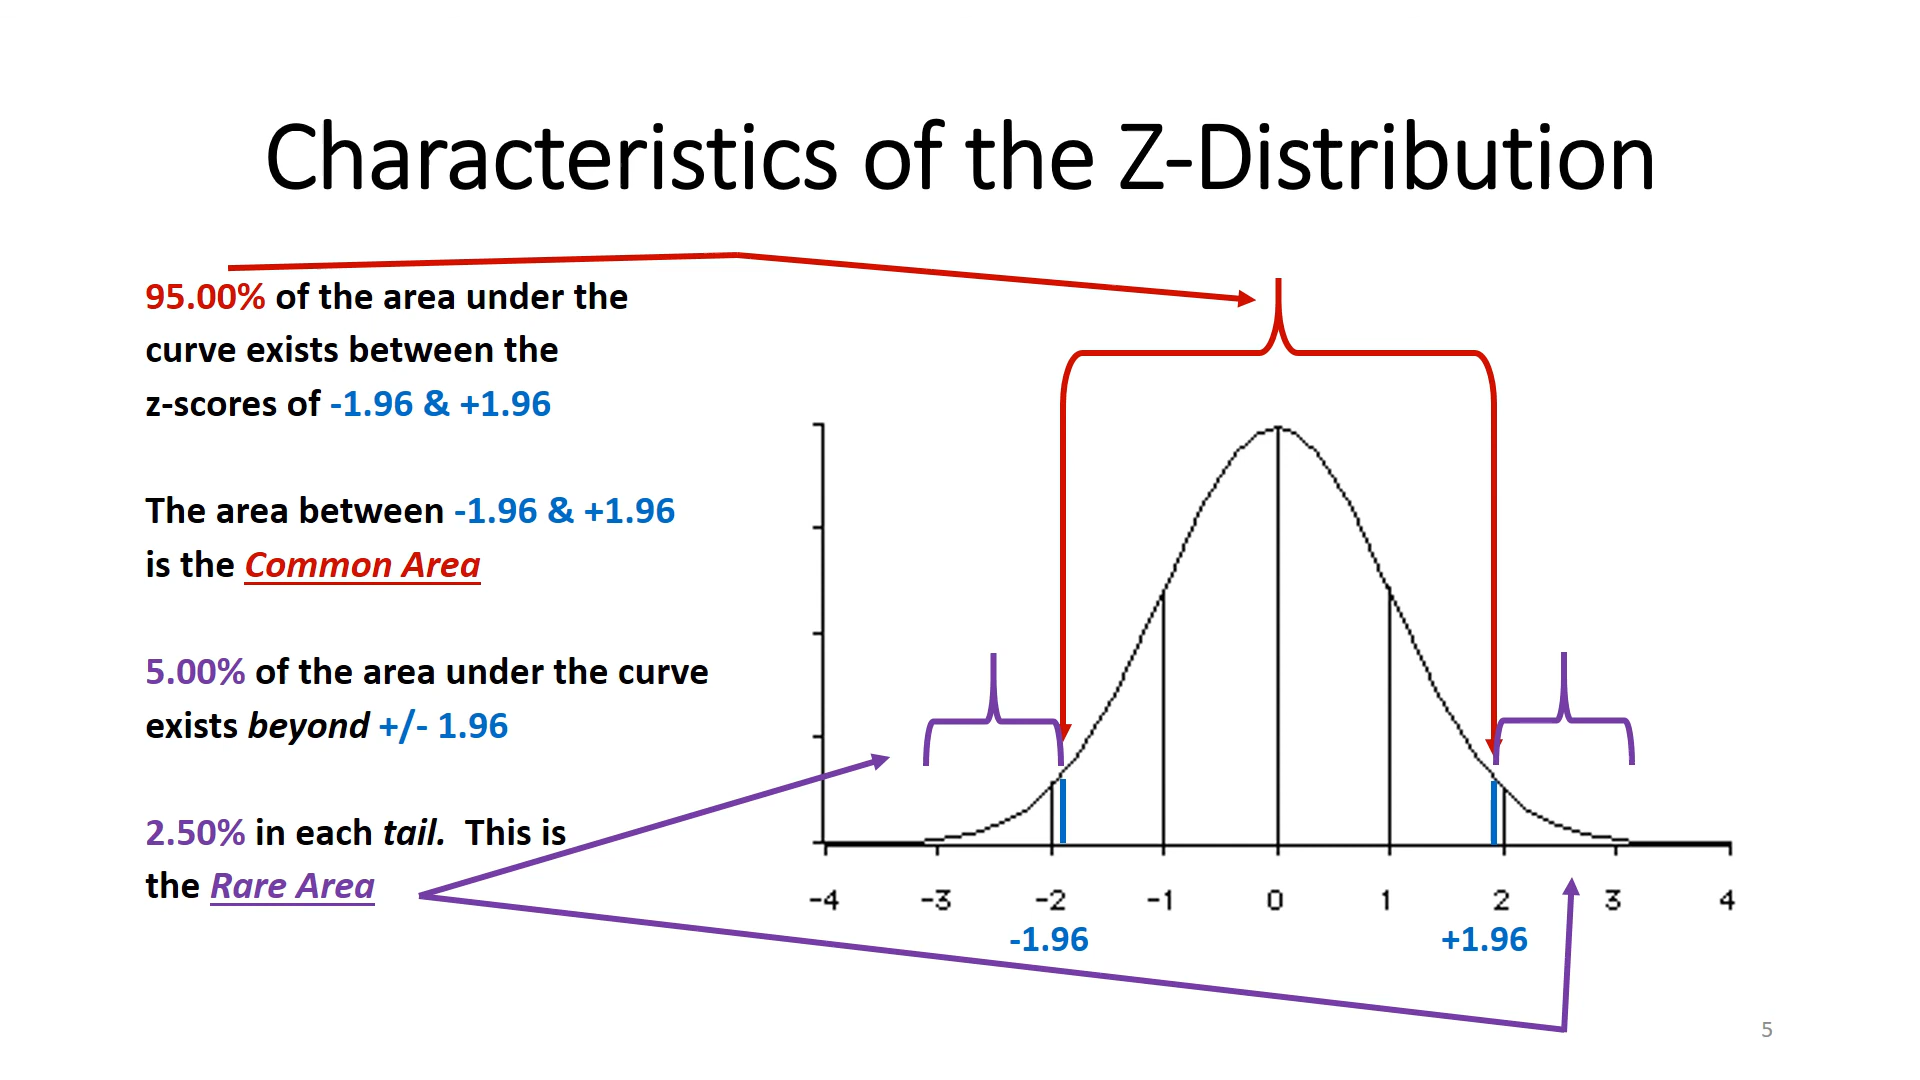 Characteristics of the Z-Distribution
95.00% of the area under the
curve exists between the
z-scores of -1.96 & +1.96
The area between -1.96 & +1.96
is the Common Area
5.00% of the area under the curve
exists beyond +/- 1.96
2.50% in each tail.  This is
the Rare Area
-4 -3 -2 -1 0 1 2 3 4
-1.96 +1.96
5